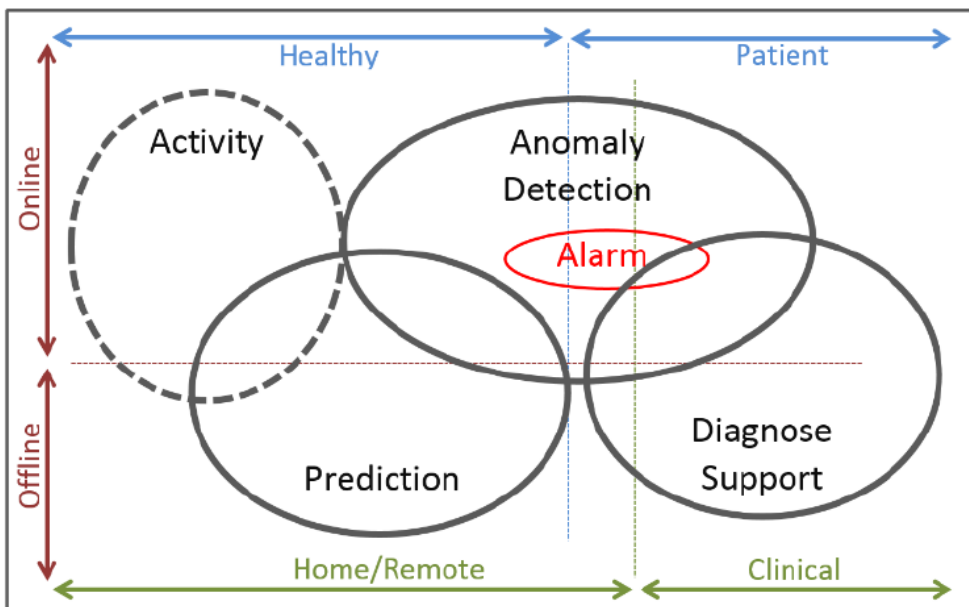 Healthy
Patient
Activity
Anomaly
Detection
Online
Alarm
Diagnose
Support
Offline
Prediction
Home/Remote
Clinical